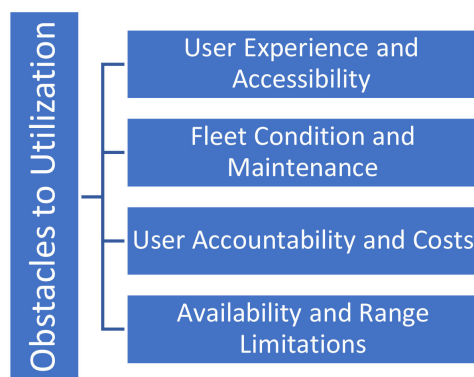 Obstacles to Utilization
User Experience and
Accessibility
Fleet Condition and
Maintenance
User Accountability and Costs
Availability and Range
Limitations